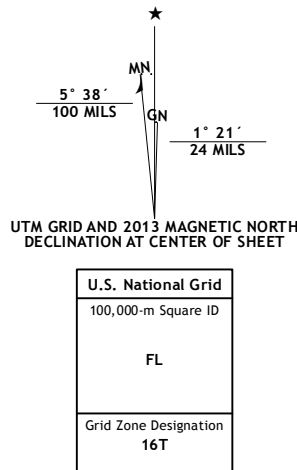 MN.
5° 38´
100 MILS
GN
1° 21´
24 MILS
UTM GRID AND 2013 MAGNETIC NORTH
DECLINATION AT CENTER OF SHEET
U.S. National Grid
100,000-m Square ID
FL
Grid Zone Designation
16T